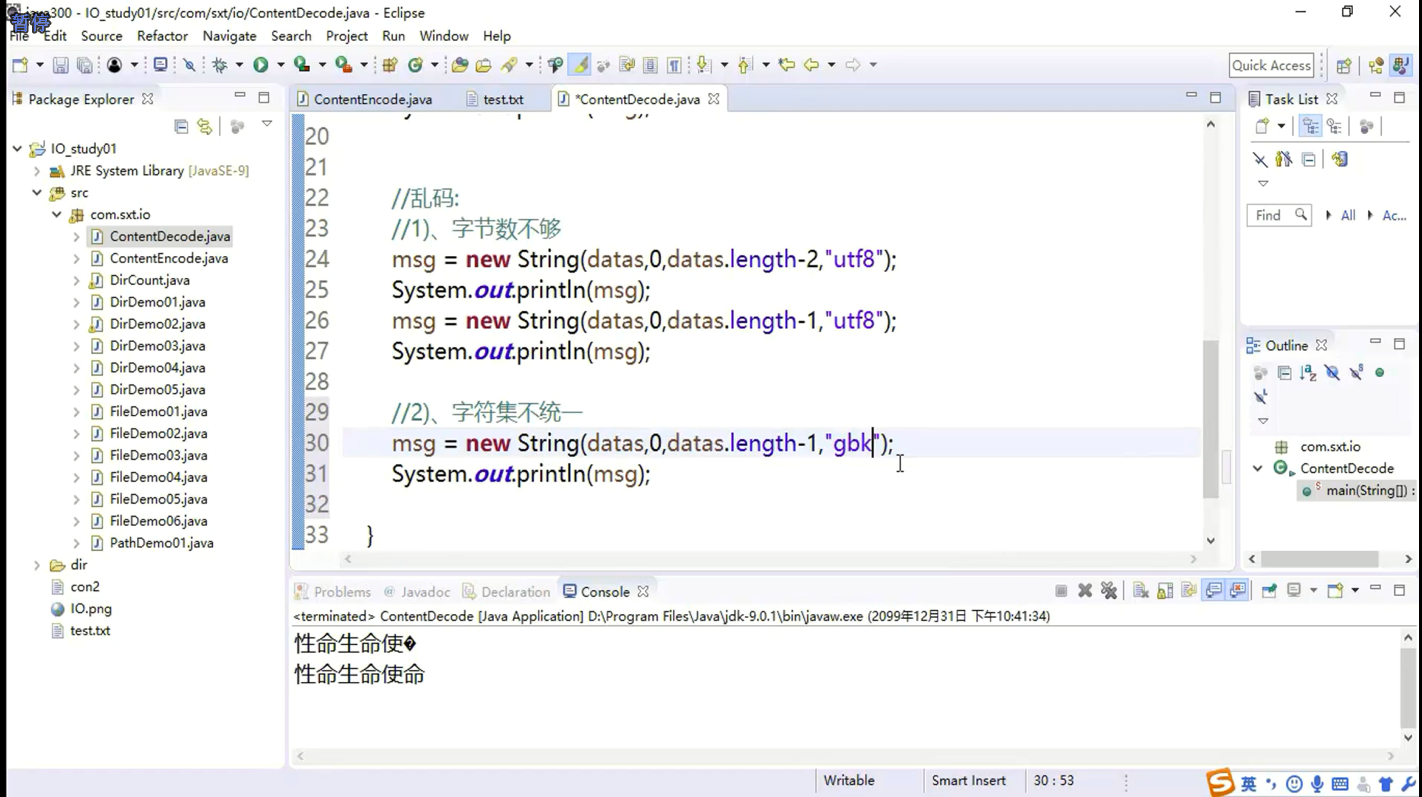 java300 - IO_study01/src/com/sxt/io/ContentDecode.java - Eclipse
暂停
File Edit Source Refactor Navigate Search Project Run Window Help
Quick Access
Package Explorer
ContentEncode.java test.txt *ContentDecode.java
Task List
IO_study01
JRE System Library [JavaSE-9]
src
com.sxt.io
ContentDecode.java
ContentEncode.java
DirCount.java
DirDemo01.java
DirDemo02.java
DirDemo03.java
DirDemo04.java
DirDemo05.java
FileDemo01.java
FileDemo02.java
FileDemo03.java
FileDemo04.java
FileDemo05.java
FileDemo06.java
PathDemo01.java
dir
con2
IO.png
test.txt
20
21
22 //乱码:
23 //1)、字节数不够
24 msg = new String(datas,0,datas.length-2,"utf8");
25 System.out.println(msg);
26 msg = new String(datas,0,datas.length-1,"utf8");
27 System.out.println(msg);
28
29 //2)、字符集不统一
30 msg = new String(datas,0,datas.length-1,"gbk");
31 System.out.println(msg);
32
33 }
Find All Ac...
Outline
com.sxt.io
ContentDecode
main(String[]) :
Problems @ Javadoc Declaration Console
<terminated> ContentDecode [Java Application] D:\Program Files\Java\jdk-9.0.1\bin\javaw.exe (2099年12月31日 下午10:41:34)
性命生命使�
性命生命使命
Writable Smart Insert 30 : 53
英